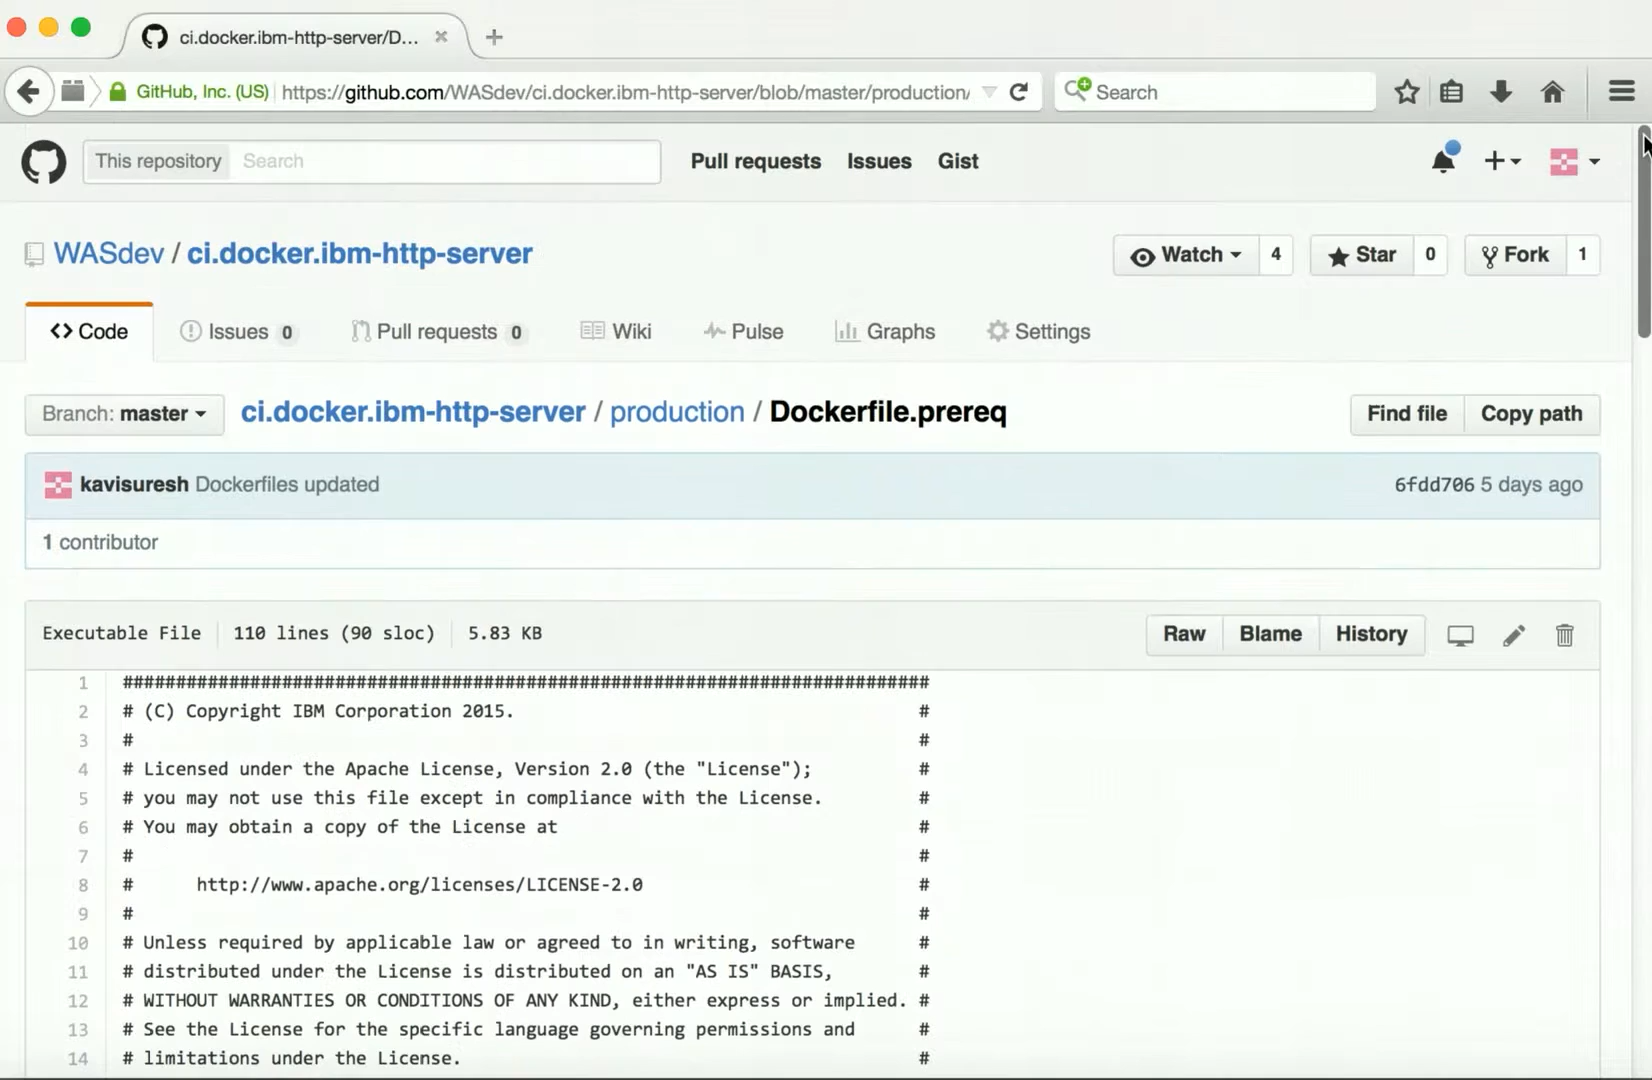 ci.docker.ibm-http-server/D...
GitHub, Inc. (US) https://github.com/WASdev/ci.docker.ibm-http-server/blob/master/production/ Search
This repository Search Pull requests Issues Gist
WASdev / ci.docker.ibm-http-server Watch 4 Star 0 Fork 1
Code Issues 0 Pull requests 0 Wiki Pulse Graphs Settings
Branch: master ci.docker.ibm-http-server / production / Dockerfile.prereq Find file Copy path
kavisuresh Dockerfiles updated 6fdd706 5 days ago
1 contributor
Executable File 110 lines (90 sloc) 5.83 KB Raw Blame History
1 ############################################################################
2 # (C) Copyright IBM Corporation 2015. #
3 # #
4 # Licensed under the Apache License, Version 2.0 (the "License"); #
5 # you may not use this file except in compliance with the License. #
6 # You may obtain a copy of the License at #
7 # #
8 # http://www.apache.org/licenses/LICENSE-2.0 #
9 # #
10 # Unless required by applicable law or agreed to in writing, software #
11 # distributed under the License is distributed on an "AS IS" BASIS, #
12 # WITHOUT WARRANTIES OR CONDITIONS OF ANY KIND, either express or implied. #
13 # See the License for the specific language governing permissions and #
14 # limitations under the License. #